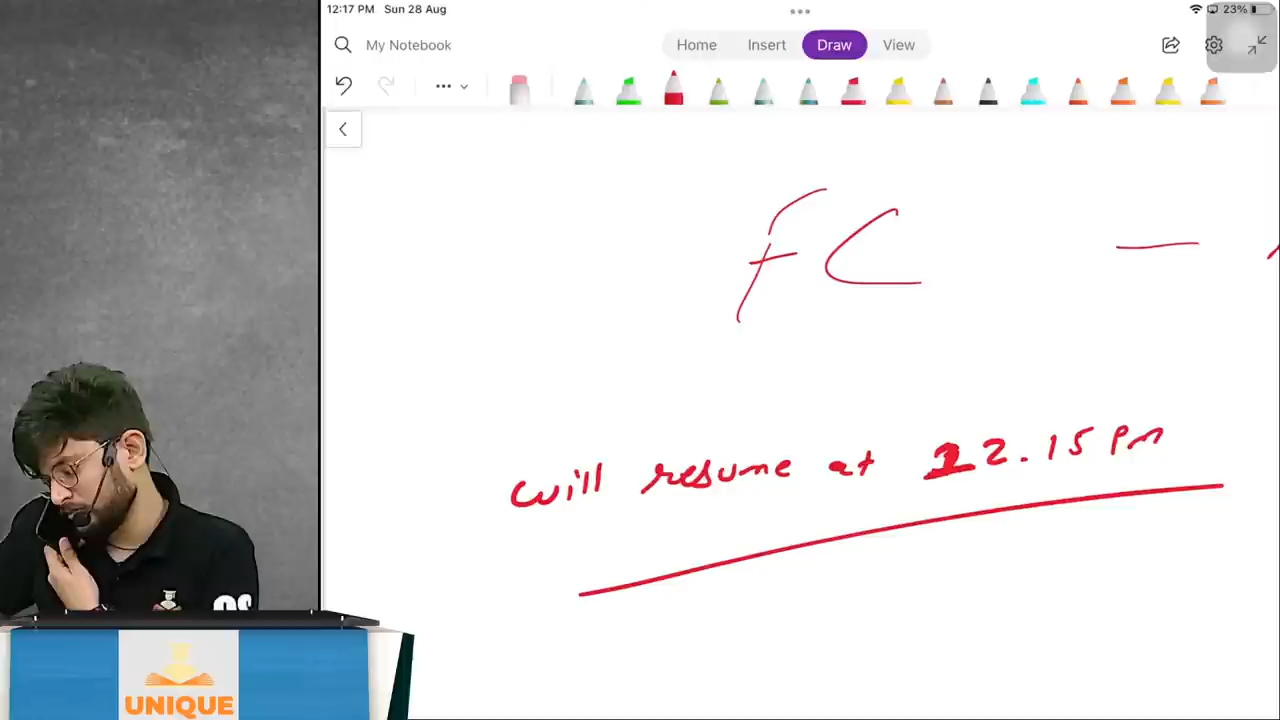 12:17 PM Sun 28 Aug
23%
My Notebook
Home Insert Draw View
FC —
will resume at 12.15 Pm
UNIQUE